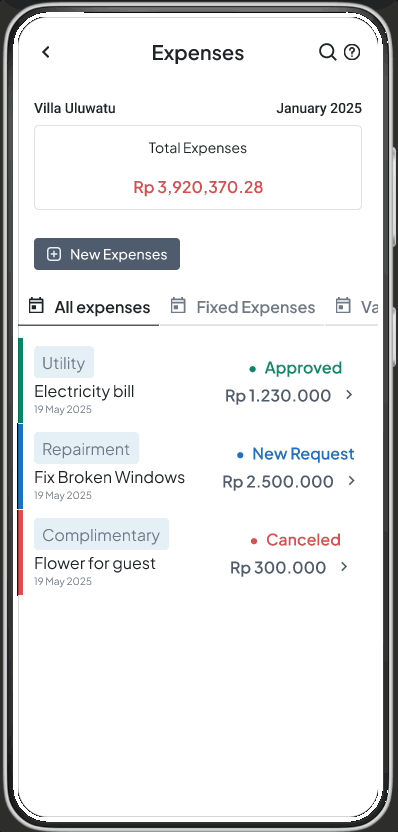 Expenses
Villa Uluwatu January 2025
Total Expenses
Rp 3,920,370.28
New Expenses
All expenses Fixed Expenses Va
Utility
Approved
Electricity bill
Rp 1.230.000
19 May 2025
Repairment
New Request
Fix Broken Windows
Rp 2.500.000
19 May 2025
Complimentary
Canceled
Flower for guest
Rp 300.000
19 May 2025